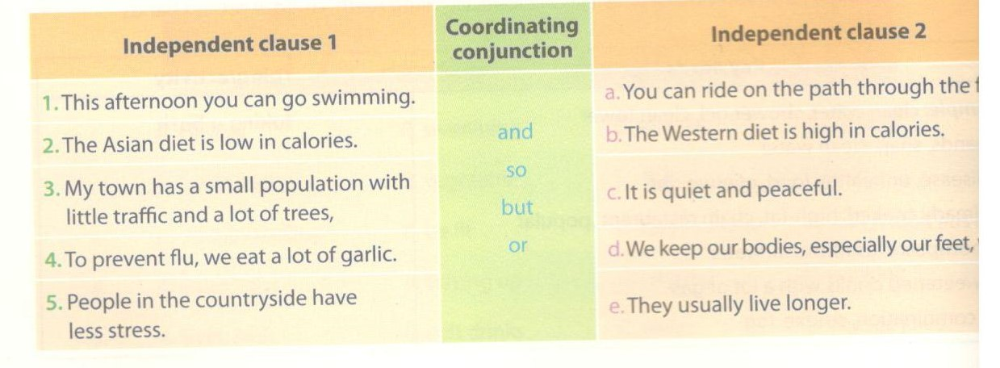 Independent clause 1
Coordinating
conjunction
Independent clause 2
1. This afternoon you can go swimming.
2. The Asian diet is low in calories.
3. My town has a small population with
little traffic and a lot of trees,
4. To prevent flu, we eat a lot of garlic.
5. People in the countryside have
less stress.
and
so
but
or
a. You can ride on the path through the
b. The Western diet is high in calories.
c. It is quiet and peaceful.
d. We keep our bodies, especially our feet,
e. They usually live longer.